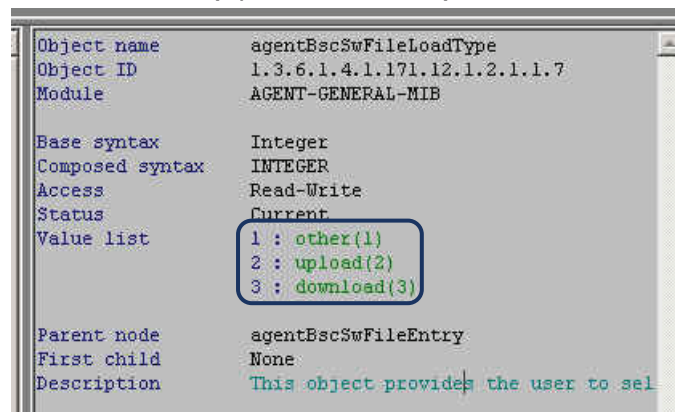 Object name agentBscSwFileLoadType
Object ID 1.3.6.1.4.1.171.12.1.2.1.1.7
Module AGENT-GENERAL-MIB
Base syntax Integer
Composed syntax INTEGER
Access Read-Write
Status Current
Value list 1 : other(1)
2 : upload(2)
3 : download(3)
Parent node agentBscSwFileEntry
First child None
Description This object provides the user to sel